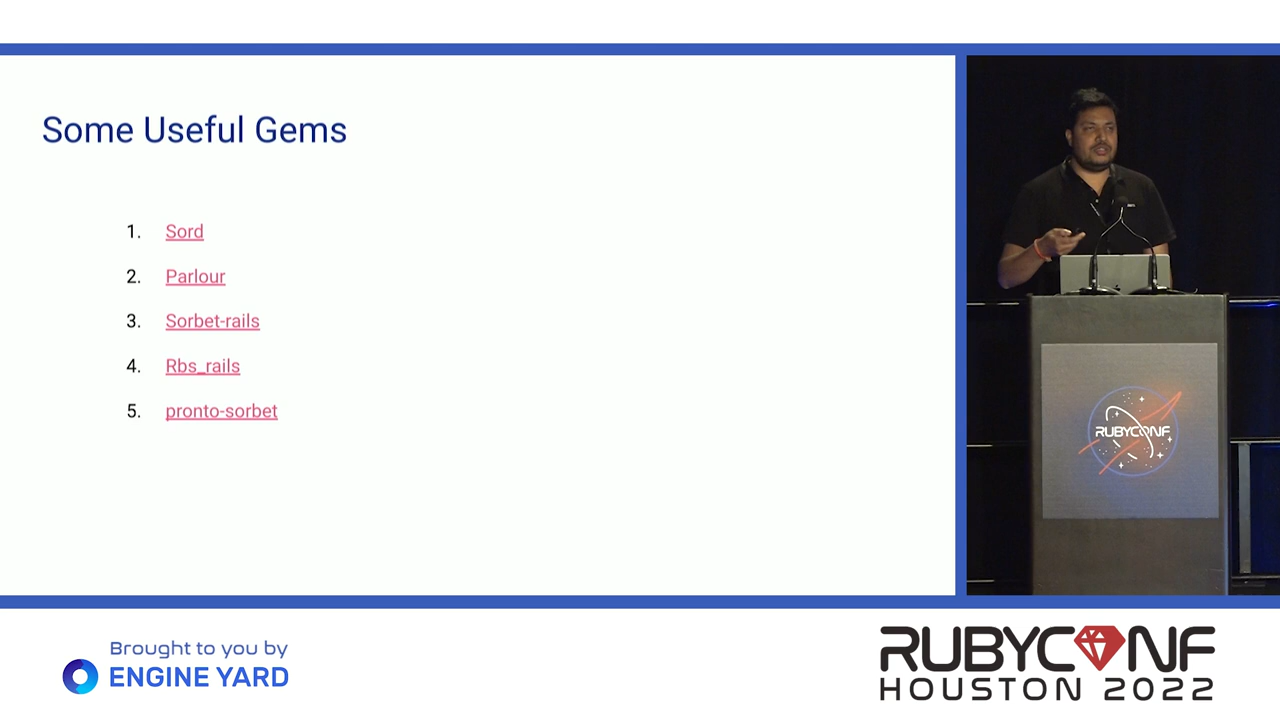 Some Useful Gems
1. Sord
2. Parlour
3. Sorbet-rails
4. Rbs_rails
5. pronto-sorbet
RUBYCONF
Brought to you by
ENGINE YARD
RUBYCONF
HOUSTON 2022